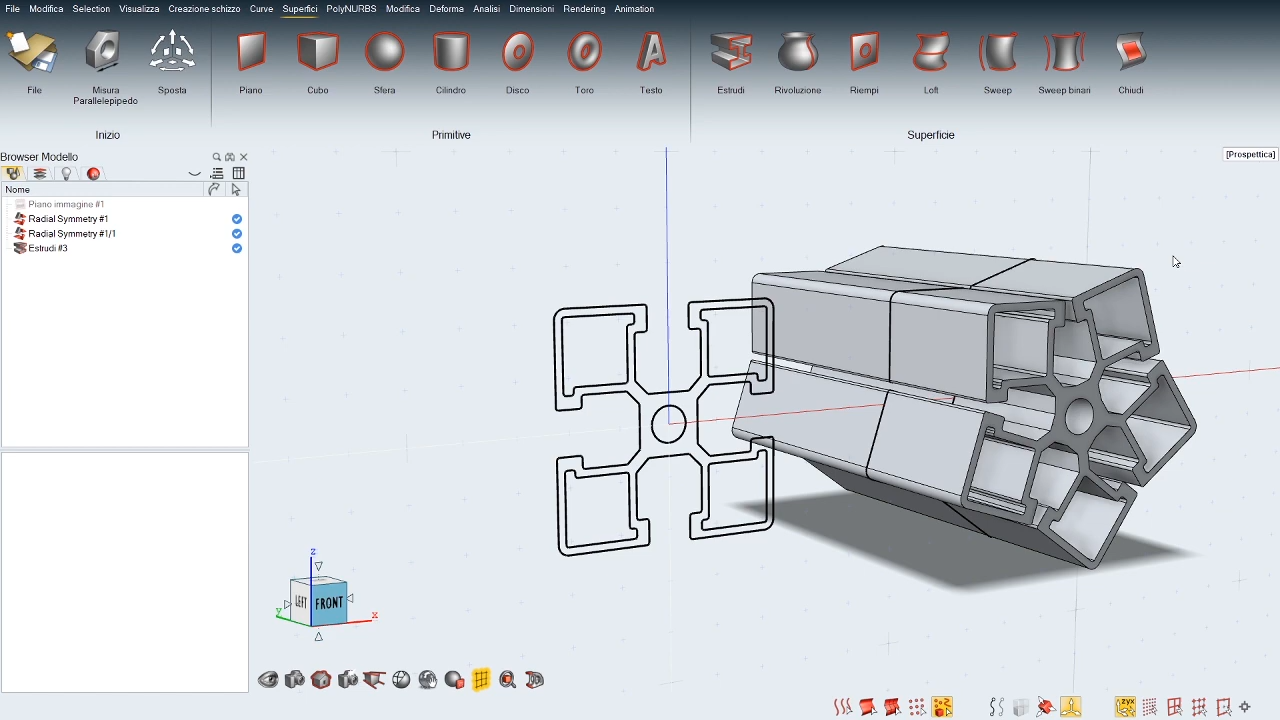 File Modifica Selection Visualizza Creazione schizzo Curve Superfici PolyNURBS Modifica Deforma Analisi Dimensioni Rendering Animation
File Misura Parallelepipedo Sposta Piano Cubo Sfera Cilindro Disco Toro Testo Estrudi Rivoluzione Riempi Loft Sweep Sweep binari Chiudi
Inizio Primitive Superficie
Browser Modello
[Prospettica]
Nome
Piano immagine #1
Radial Symmetry #1
Radial Symmetry #1/1
Estrudi #3
z
LEFT FRONT
y x
zyx